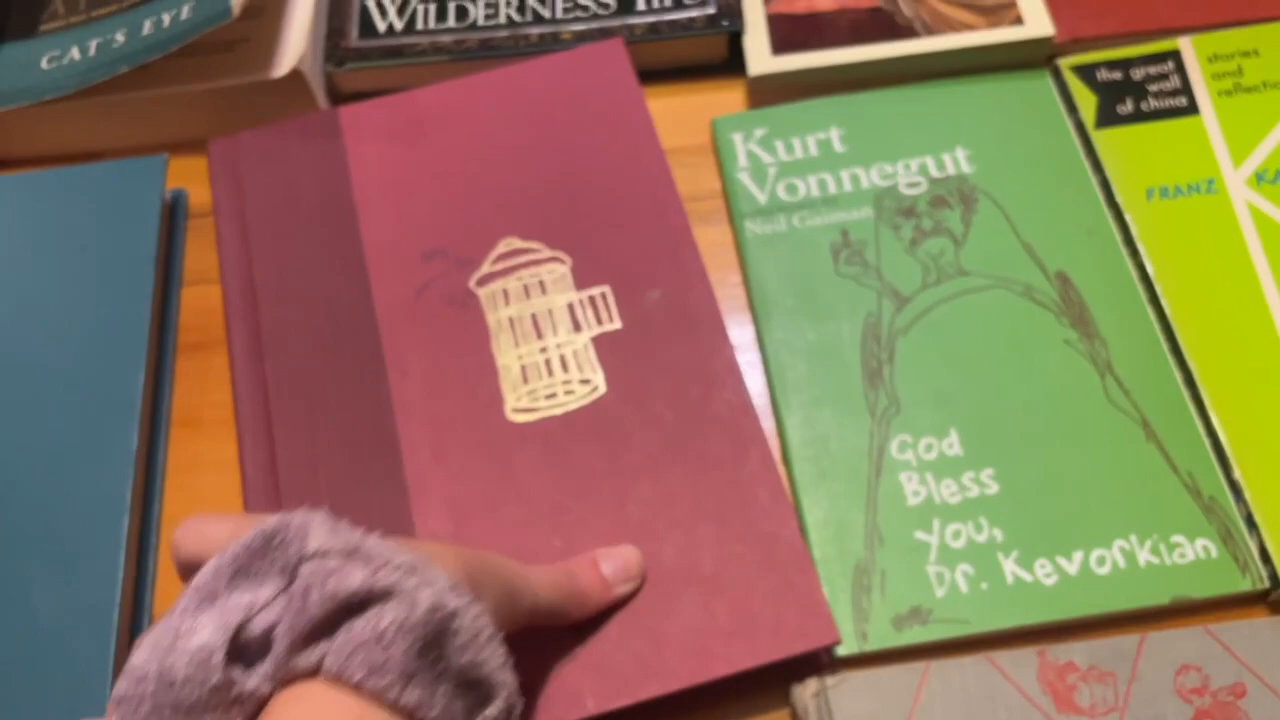 CAT'S EYE
WILDERNESS TIPS
Kurt
Vonnegut
Neil Gaiman
God
Bless
you,
Dr. Kevorkian
the great
wall
of china
stories
and
FRANZ